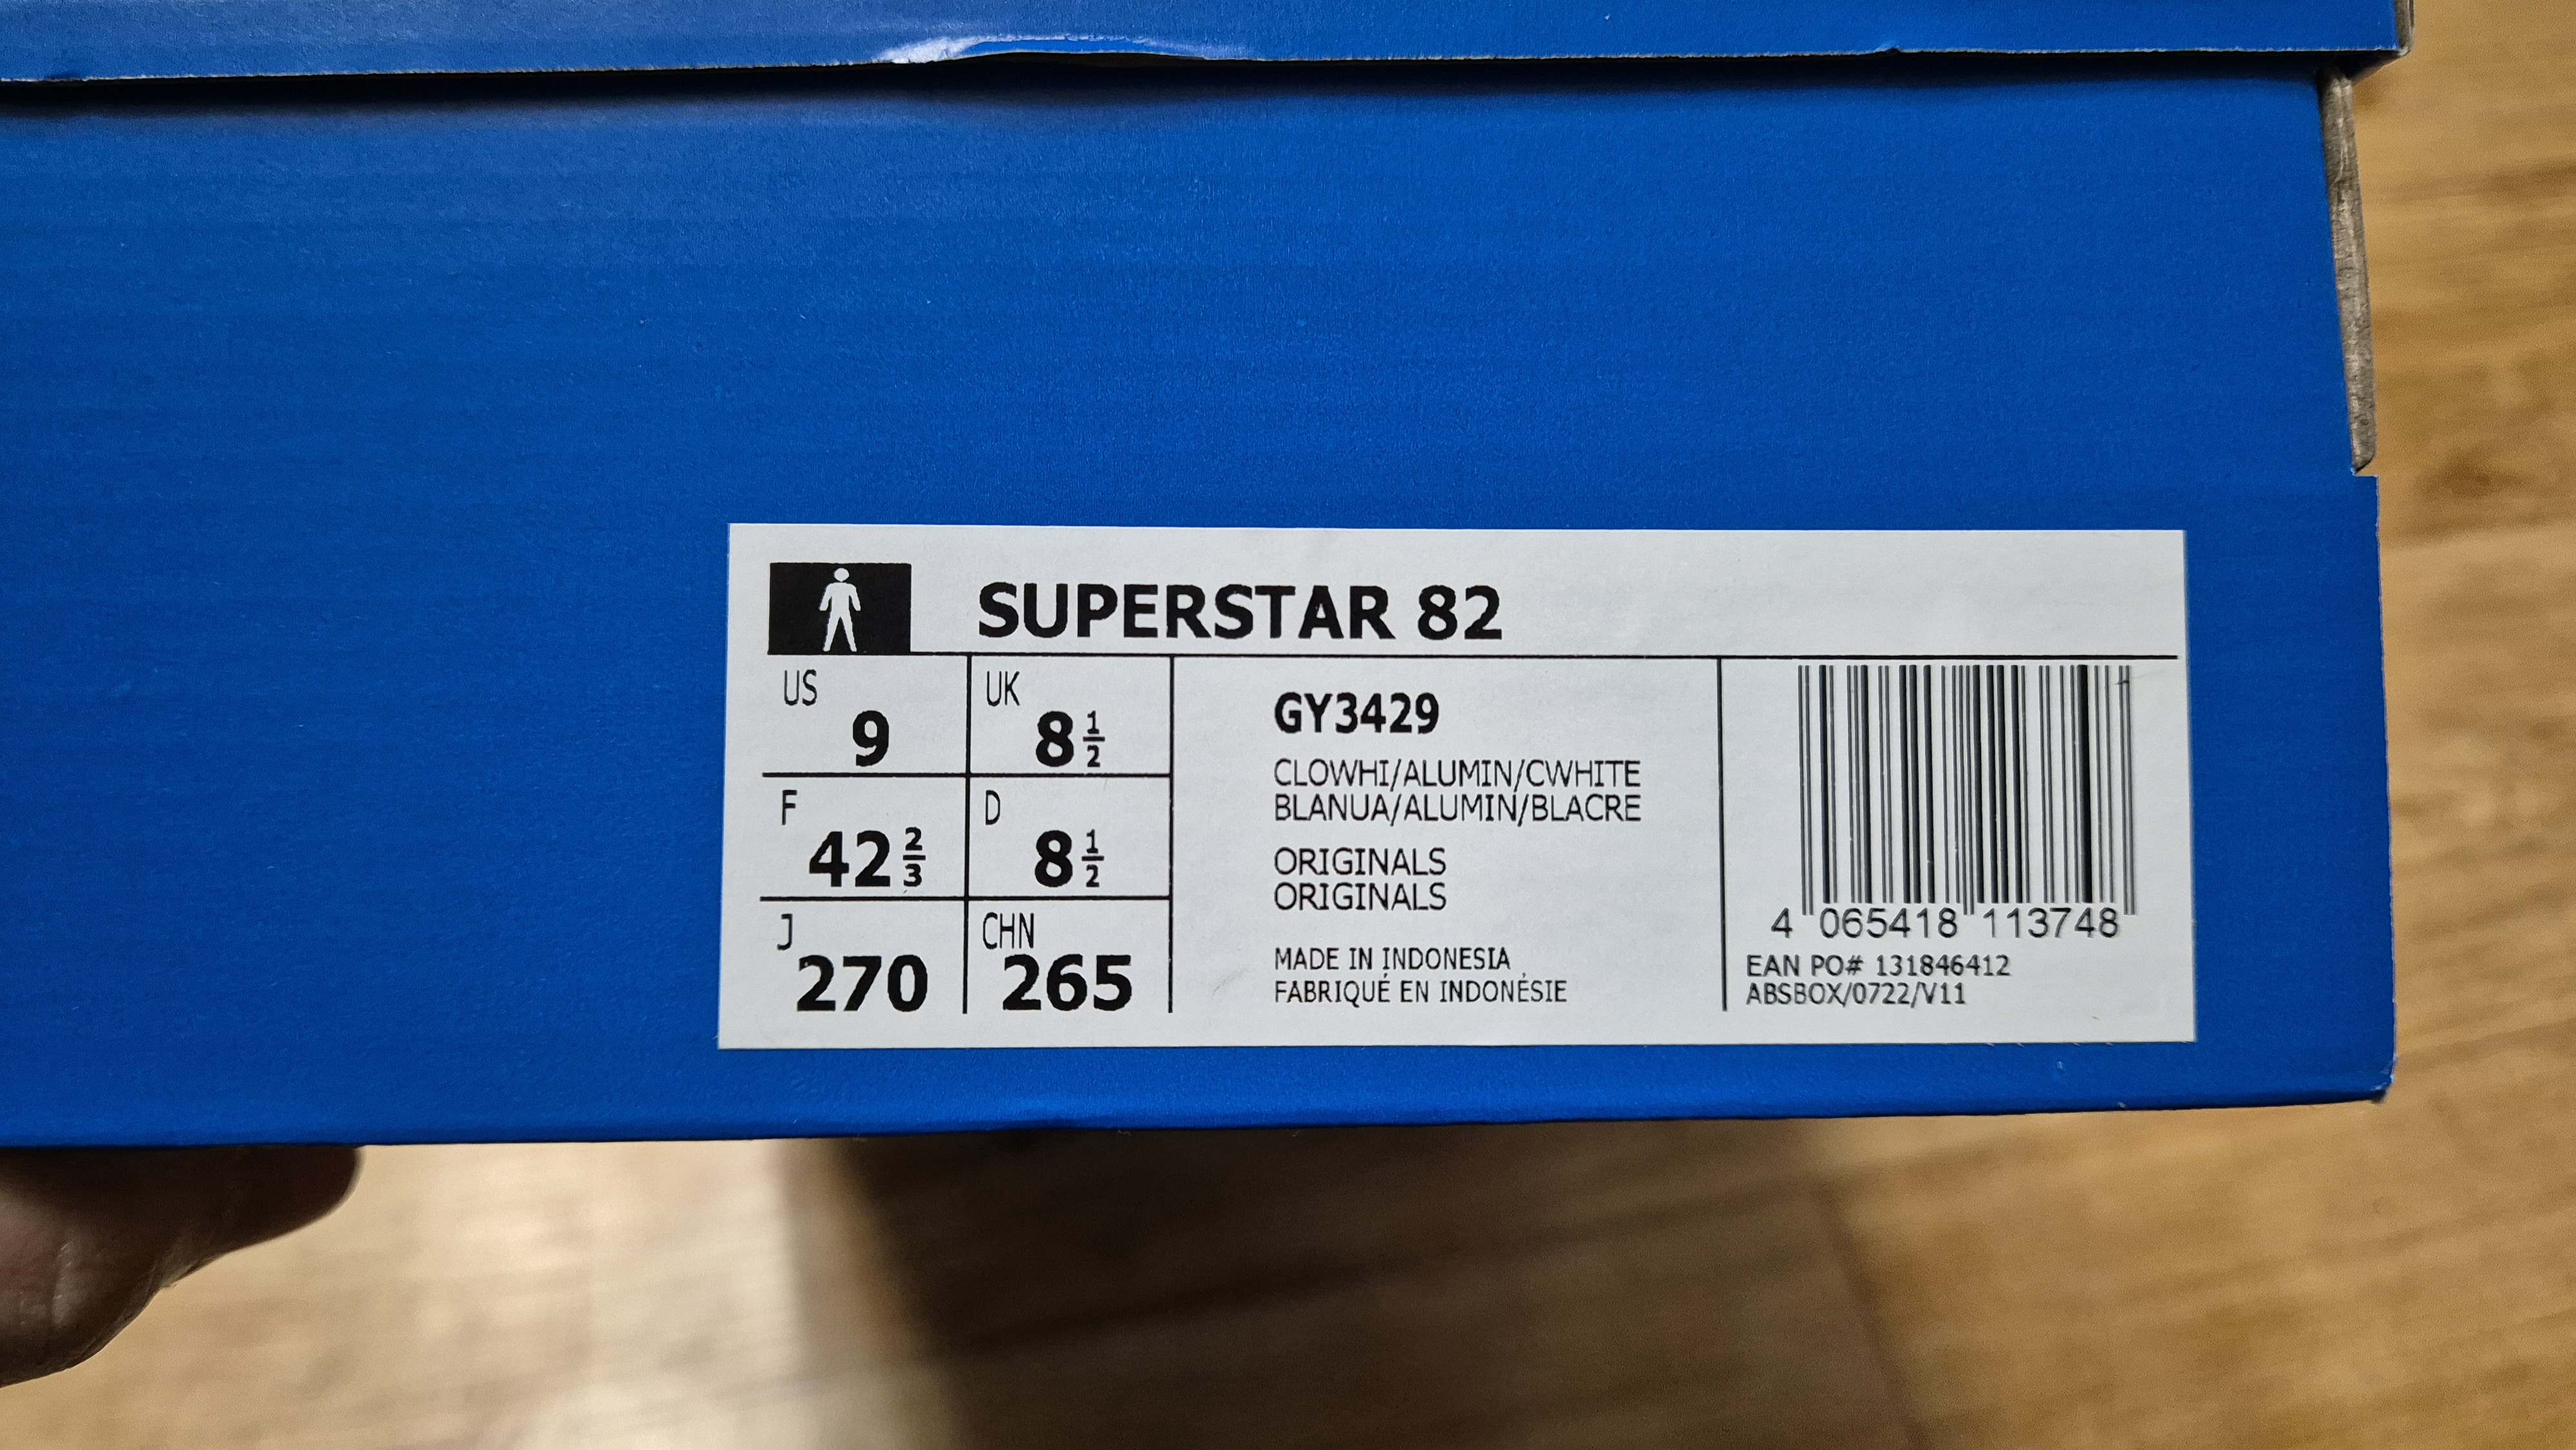 SUPERSTAR 82
US
9
UK
8 1/2
F
42 2/3
D
8 1/2
J
270
CHN
265
GY3429
CLOWHI/ALUMIN/CWHITE
BLANUA/ALUMIN/BLACRE
ORIGINALS
ORIGINALS
MADE IN INDONESIA
FABRIQUÉ EN INDONÉSIE
4 065418 113748
EAN PO# 131846412
ABSBOX/0722/V11